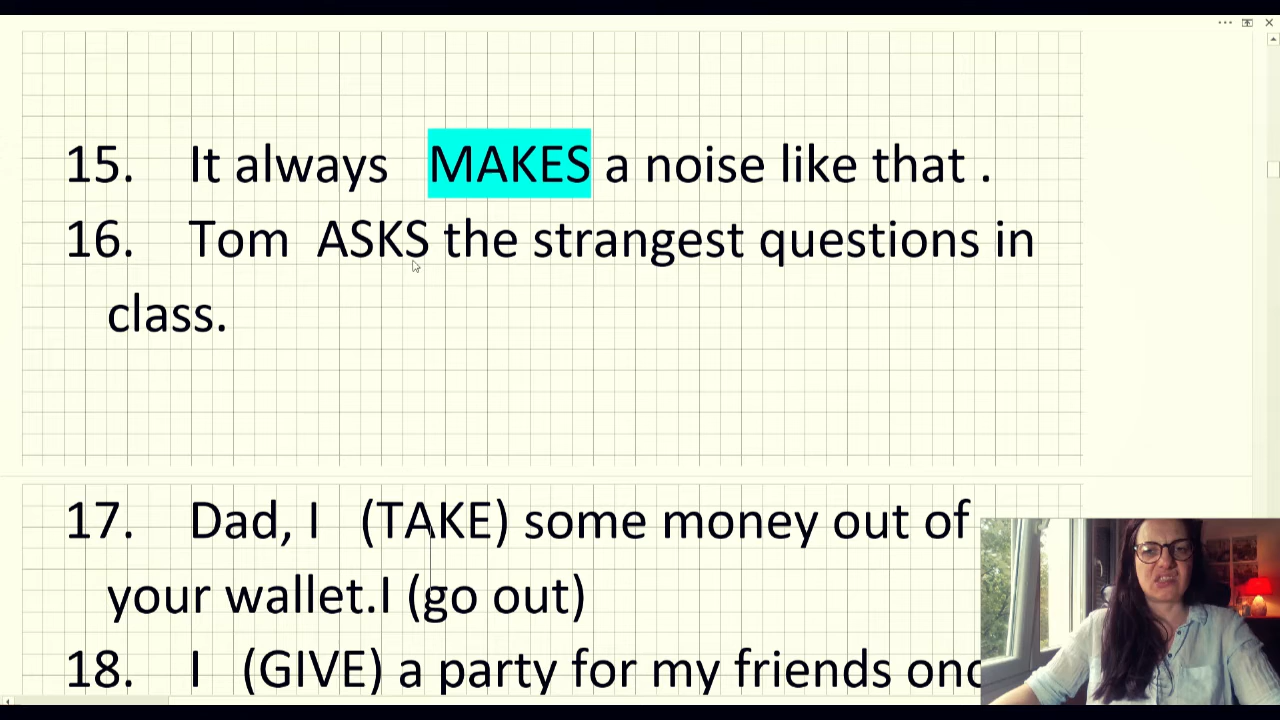 15. It always MAKES a noise like that .
16. Tom ASKS the strangest questions in
class.
17. Dad, I (TAKE) some money out of
your wallet.I (go out)
18. I (GIVE) a party for my friends